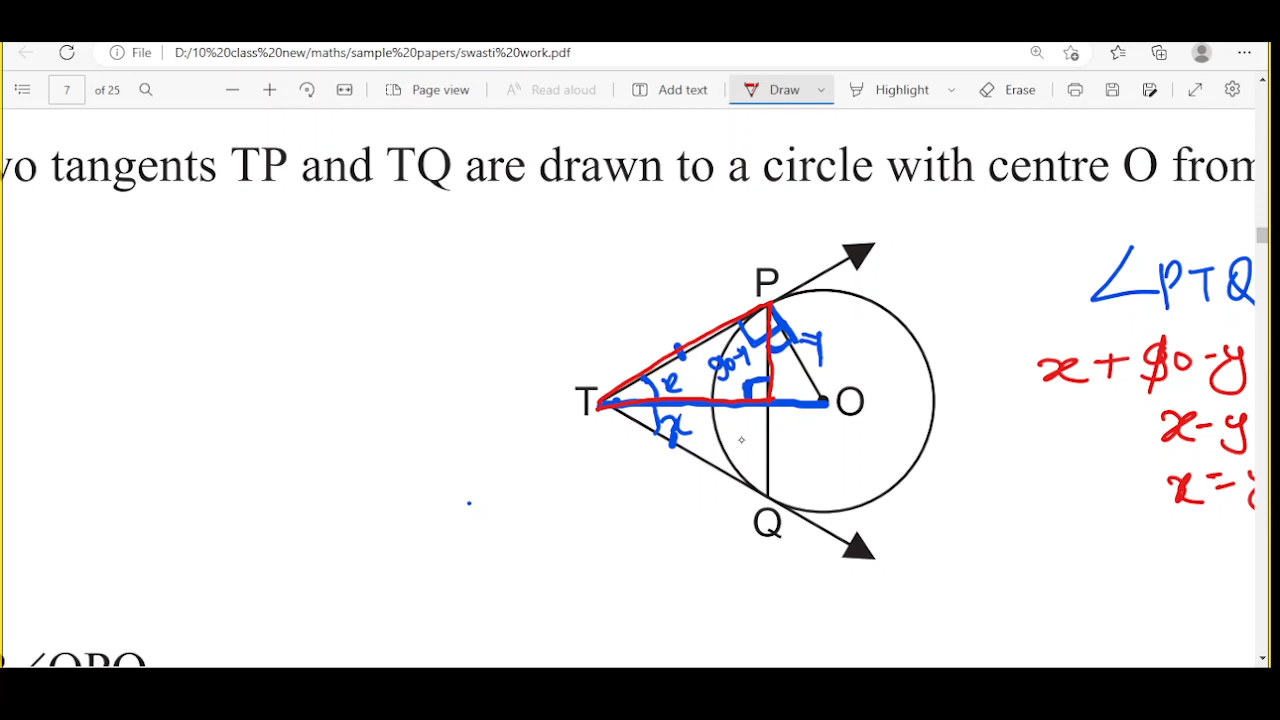 File D:/10%20class%20new/maths/sample%20papers/swasti%20work.pdf
7 of 25 Page view Read aloud Add text Draw Highlight Erase
vo tangents TP and TQ are drawn to a circle with centre O from
P
T
O
Q
90-y
y
x
x
∠PTQ
x + 90 - y
x - y
x = y